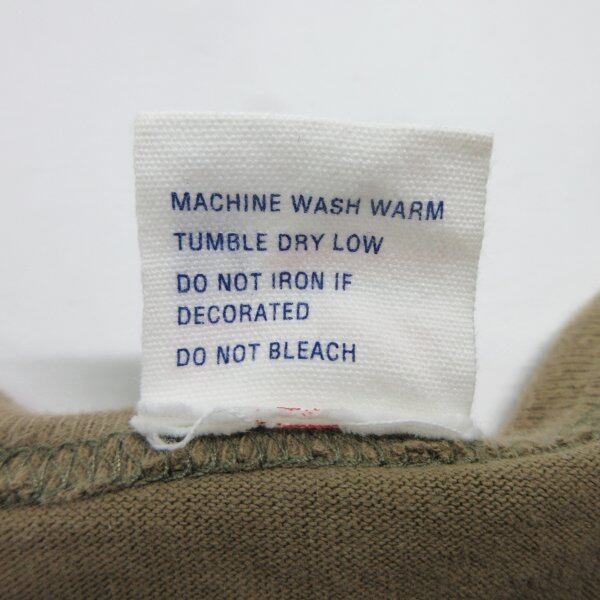 MACHINE WASH WARM
TUMBLE DRY LOW
DO NOT IRON IF
DECORATED
DO NOT BLEACH